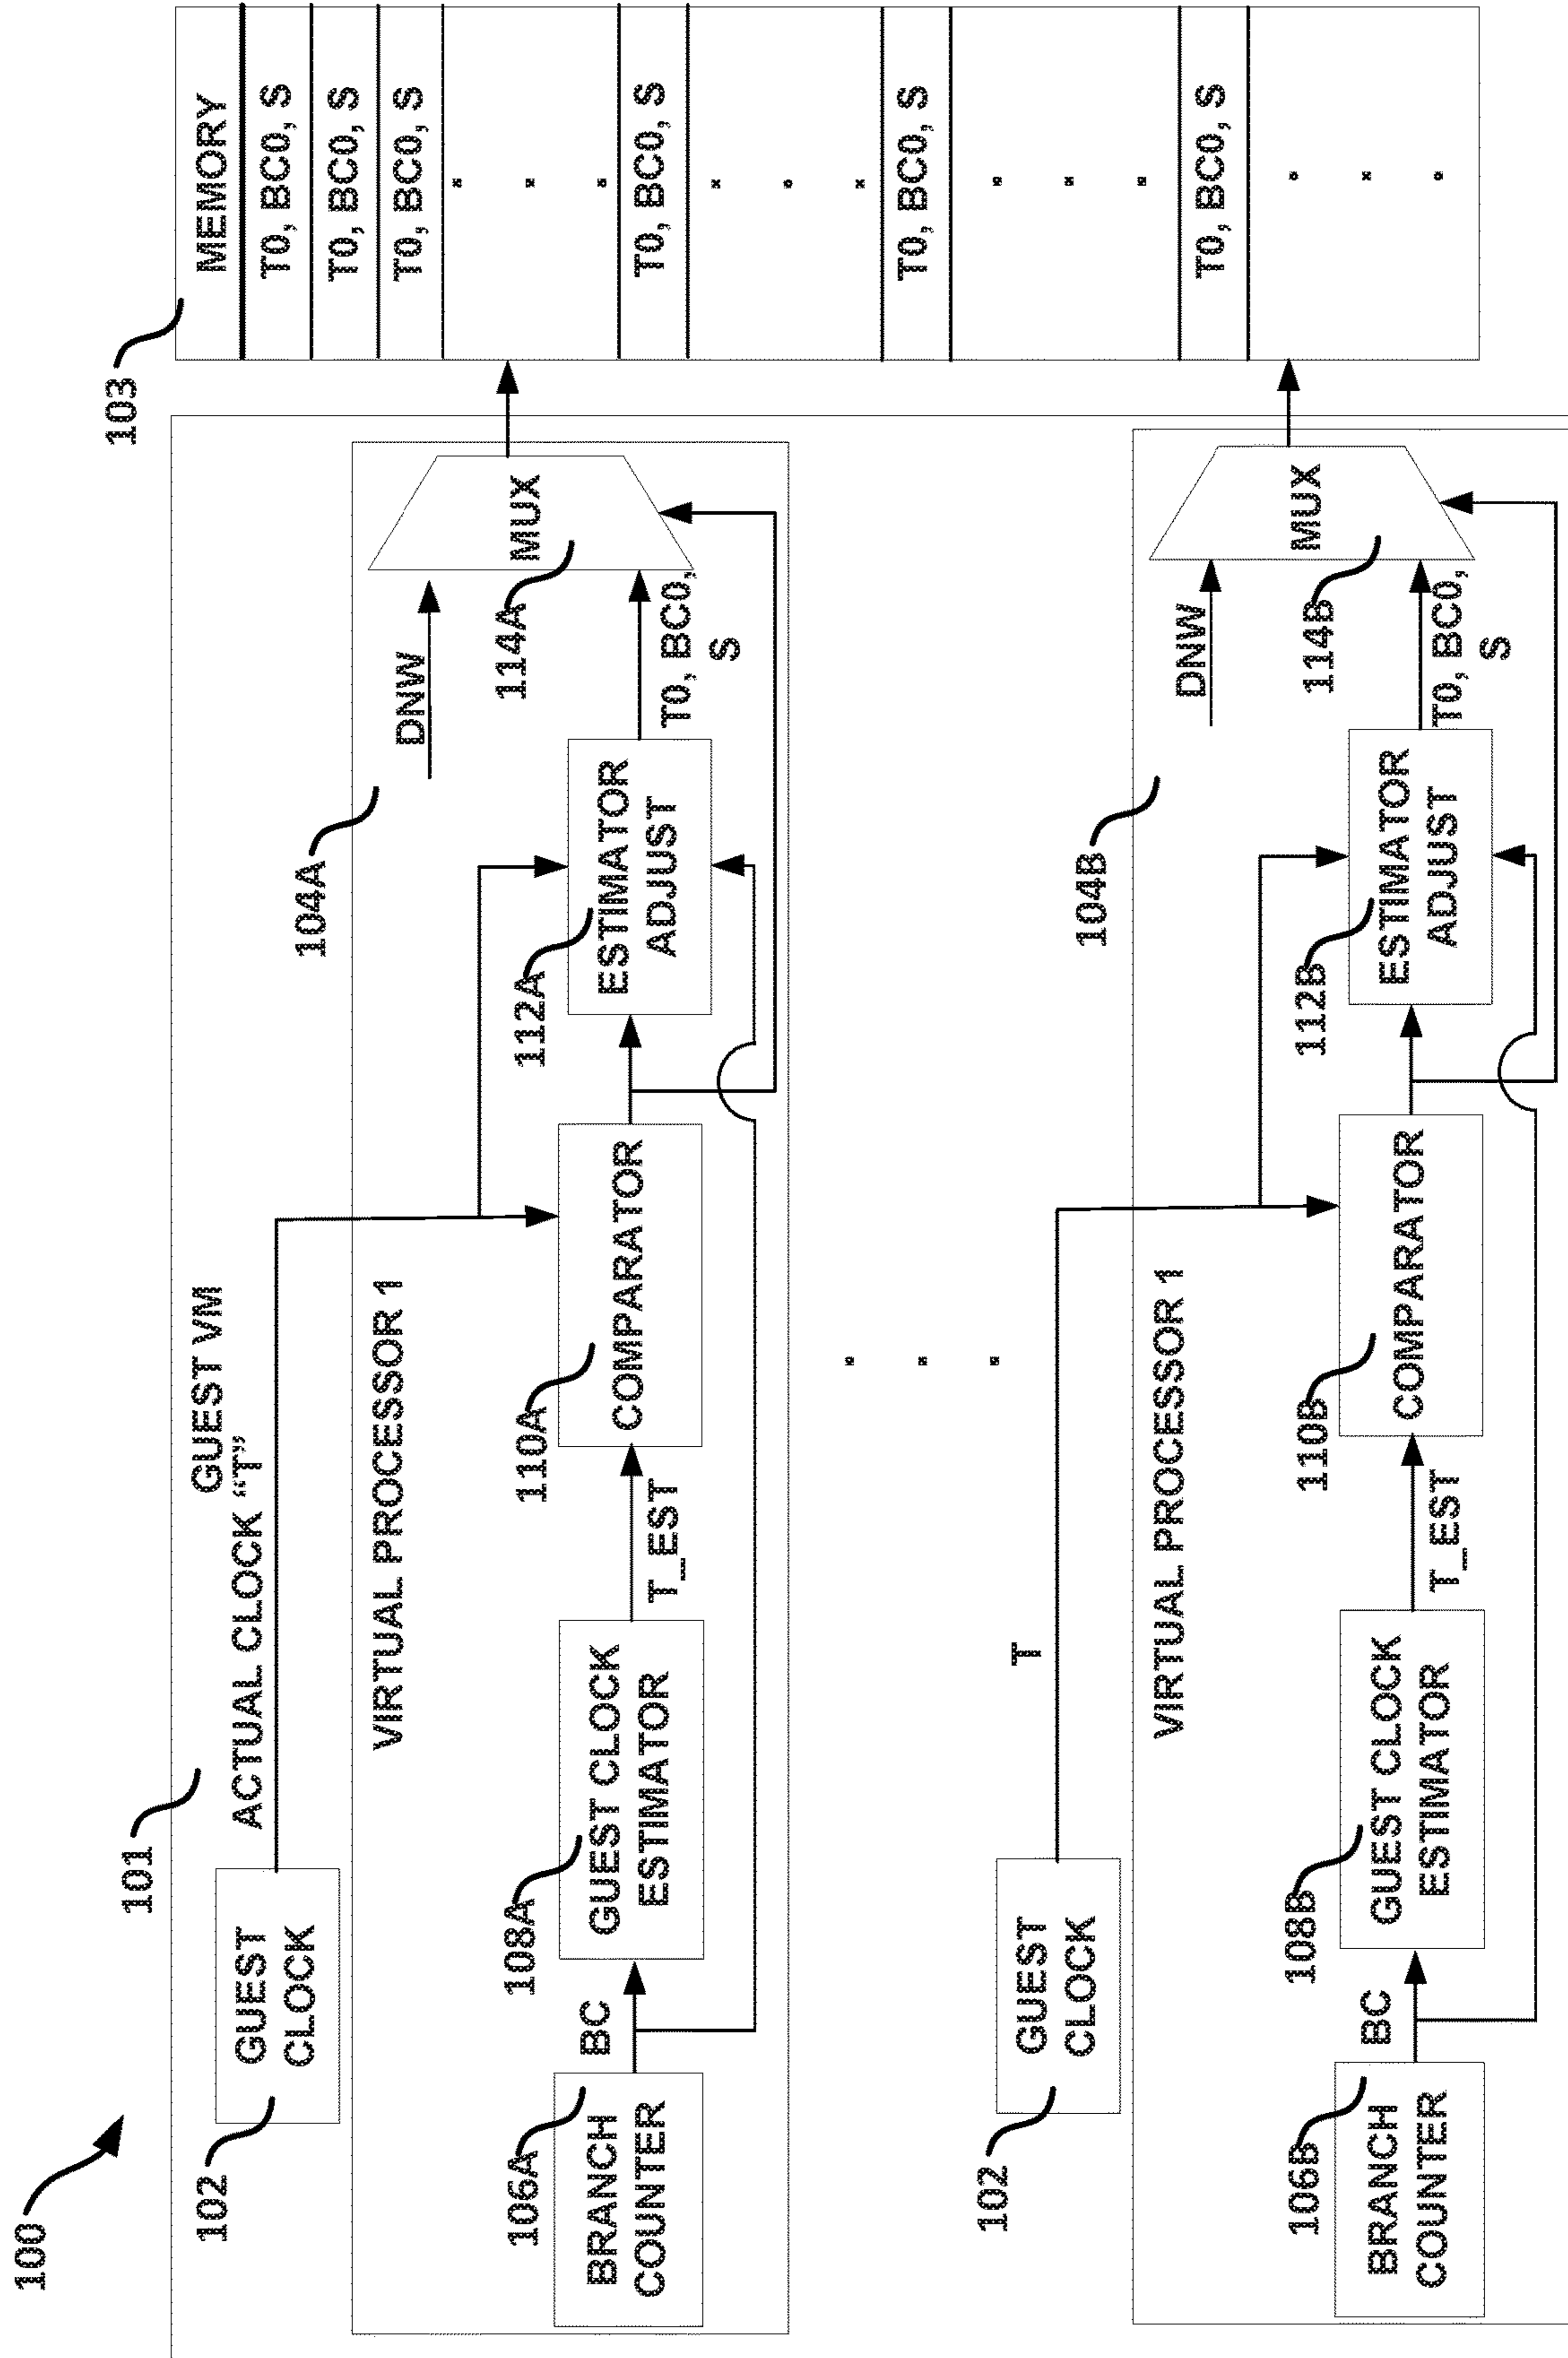 100
101
GUEST VM
ACTUAL CLOCK “T”
102
GUEST
CLOCK
VIRTUAL PROCESSOR 1
104A
106A
BRANCH
COUNTER
BC
108A
GUEST CLOCK
ESTIMATOR
T_EST
110A
COMPARATOR
112A
ESTIMATOR
ADJUST
DNW
T0, BC0,
S
114A
MUX
103
MEMORY
T0, BC0, S
T0, BC0, S
T0, BC0, S
T0, BC0, S
T0, BC0, S
T0, BC0, S
102
GUEST
CLOCK
T
VIRTUAL PROCESSOR 1
104B
106B
BRANCH
COUNTER
BC
108B
GUEST CLOCK
ESTIMATOR
T_EST
110B
COMPARATOR
112B
ESTIMATOR
ADJUST
DNW
T0, BC0,
S
114B
MUX